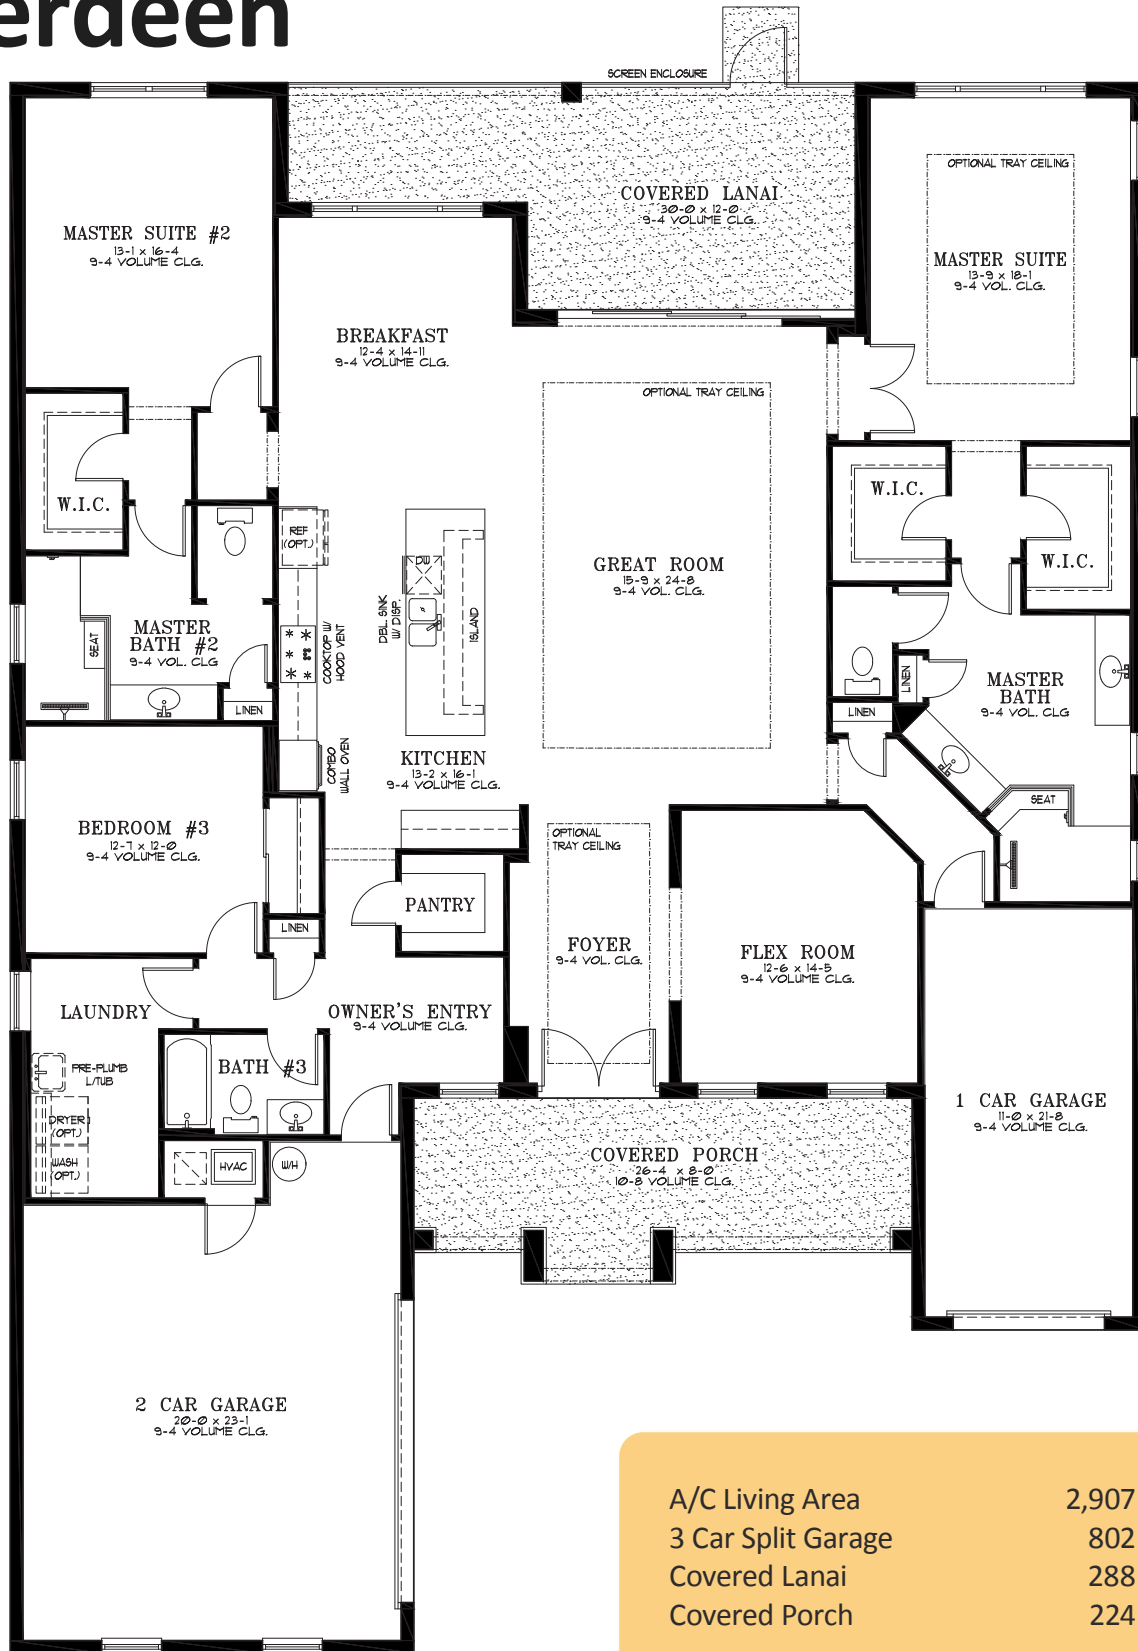 erdeen
SCREEN ENCLOSURE
COVERED LANAI
30-0 x 12-0
9-4 VOLUME CLG.
OPTIONAL TRAY CEILING
MASTER SUITE
13-9 x 18-1
9-4 VOL. CLG.
MASTER SUITE #2
13-1 x 16-4
9-4 VOLUME CLG.
BREAKFAST
12-4 x 14-11
9-4 VOLUME CLG.
OPTIONAL TRAY CEILING
W.I.C.
W.I.C.
W.I.C.
REF
(OPT.)
DW
DBL. SINK
W/ DISP.
ISLAND
GREAT ROOM
15-9 x 24-8
9-4 VOL. CLG.
MASTER
BATH #2
9-4 VOL. CLG
SEAT
LINEN
COOKTOP W/
HOOD VENT
COMBO
WALL OVEN
KITCHEN
13-2 x 16-1
9-4 VOLUME CLG.
LINEN
LINEN
MASTER
BATH
9-4 VOL. CLG
SEAT
BEDROOM #3
12-7 x 12-0
9-4 VOLUME CLG.
OPTIONAL
TRAY CEILING
PANTRY
LINEN
FOYER
9-4 VOL. CLG.
FLEX ROOM
12-6 x 14-5
9-4 VOLUME CLG.
LAUNDRY
OWNER'S ENTRY
9-4 VOLUME CLG.
PRE-PLUMB
L/TUB
BATH #3
DRYER
(OPT.)
WASH
(OPT.)
HVAC
W/H
1 CAR GARAGE
11-0 x 21-8
9-4 VOLUME CLG.
COVERED PORCH
26-4 x 8-0
10-8 VOLUME CLG.
2 CAR GARAGE
20-0 x 23-1
9-4 VOLUME CLG.
A/C Living Area 2,907
3 Car Split Garage 802
Covered Lanai 288
Covered Porch 224